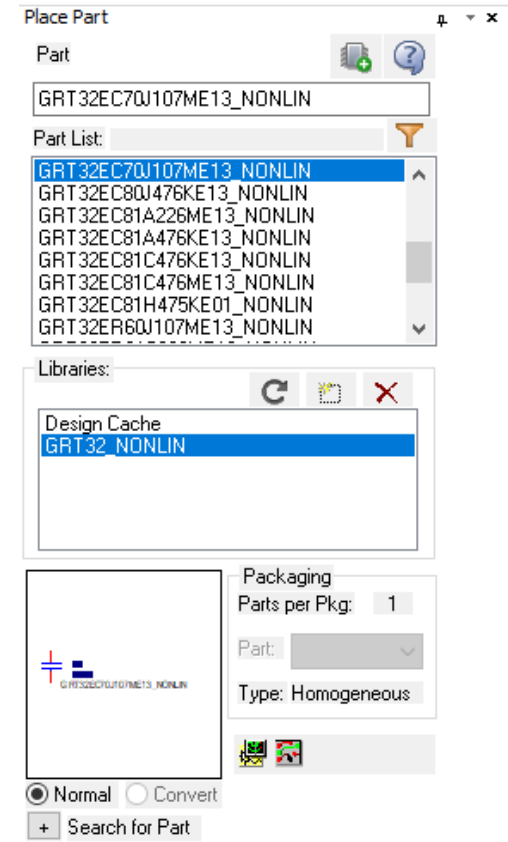 Place Part
Part
GRT32EC70J107ME13_NONLIN
Part List:
GRT32EC70J107ME13_NONLIN
GRT32EC80J476KE13_NONLIN
GRT32EC81A226ME13_NONLIN
GRT32EC81A476KE13_NONLIN
GRT32EC81C476KE13_NONLIN
GRT32EC81C476ME13_NONLIN
GRT32EC81H475KE01_NONLIN
GRT32ER60J107ME13_NONLIN
Libraries:
Design Cache
GRT32_NONLIN
Packaging
Parts per Pkg: 1
Part:
Type: Homogeneous
GRT32EC70J107ME13_NONLIN
Normal Convert
+ Search for Part